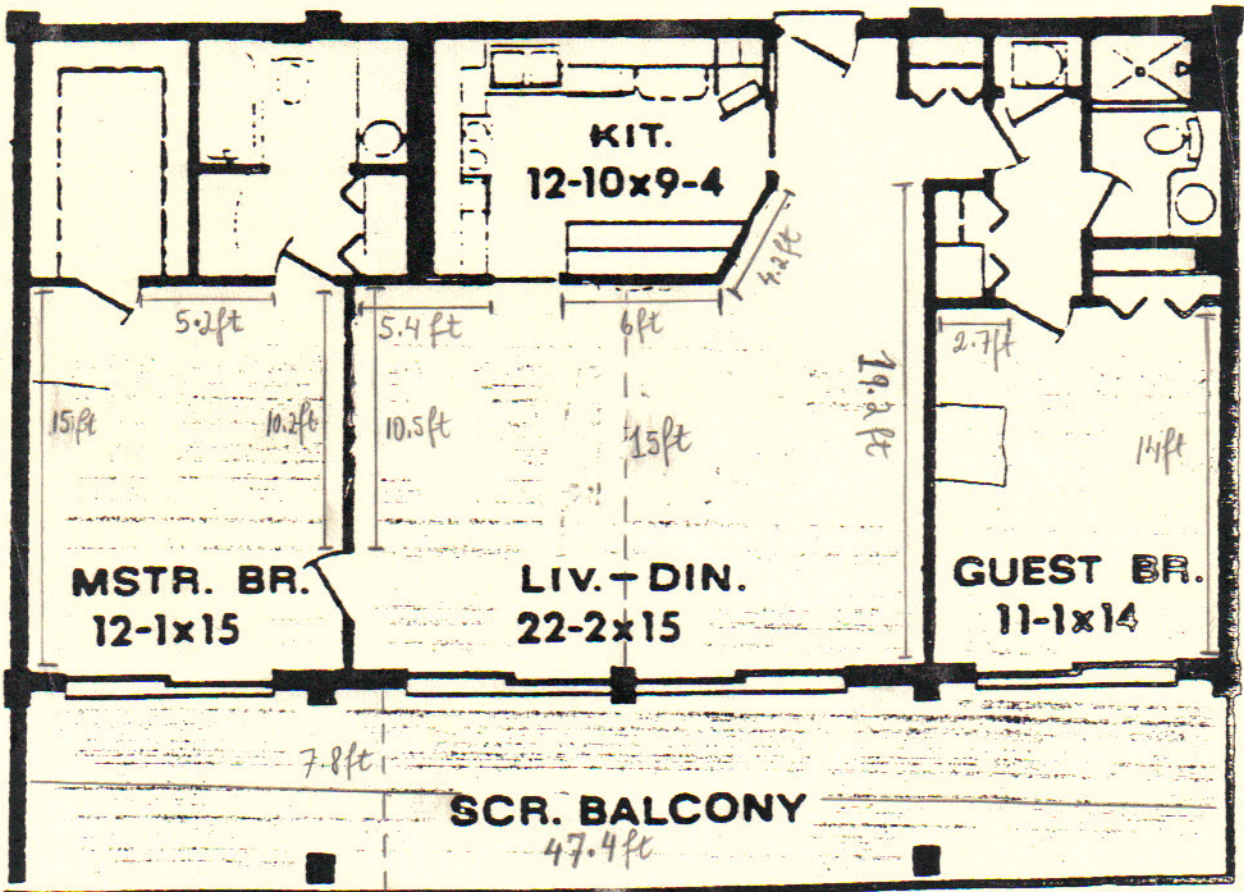 KIT.
12-10x9-4
4.2ft
5.2ft
5.4ft
6ft
2.7ft
15ft
10.2ft
10.5ft
15ft
19.2ft
14ft
MSTR. BR.
12-1x15
LIV.-DIN.
22-2x15
GUEST BR.
11-1x14
7.8ft
SCR. BALCONY
47.4ft